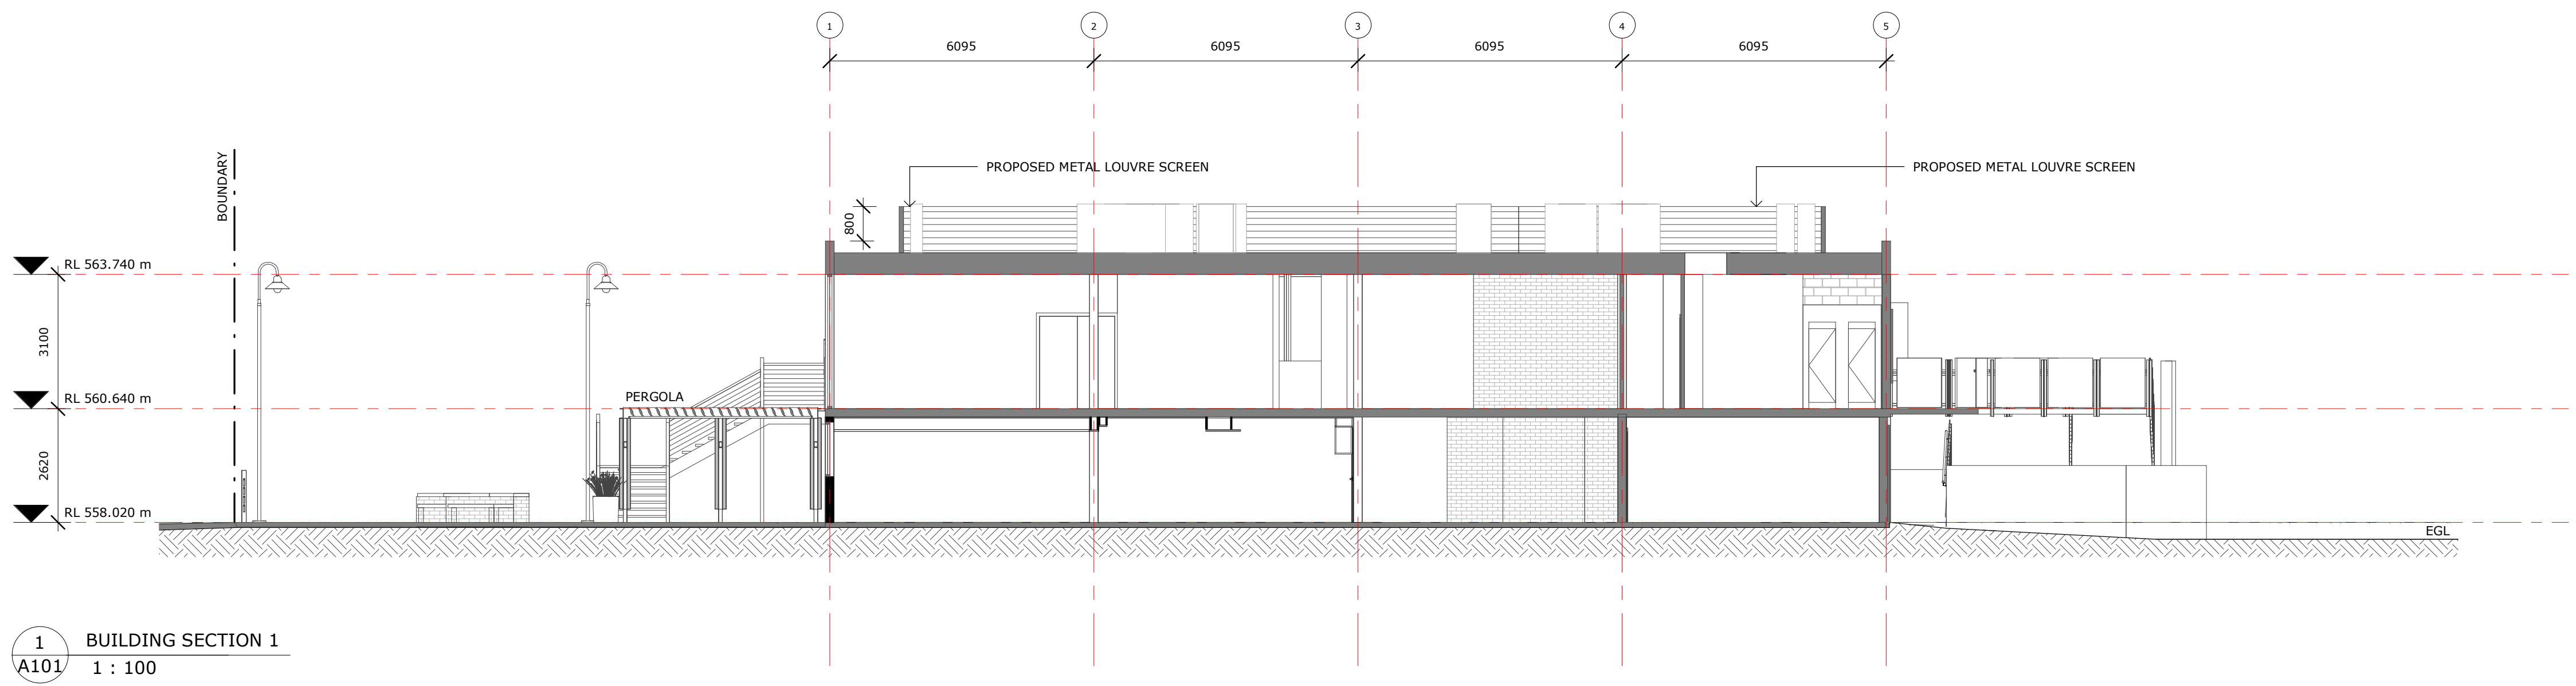 1
2
3
4
5
6095
6095
6095
6095
BOUNDARY
PROPOSED METAL LOUVRE SCREEN
PROPOSED METAL LOUVRE SCREEN
800
RL 563.740 m
3100
PERGOLA
RL 560.640 m
2620
RL 558.020 m
EGL
1
BUILDING SECTION 1
A101
1 : 100